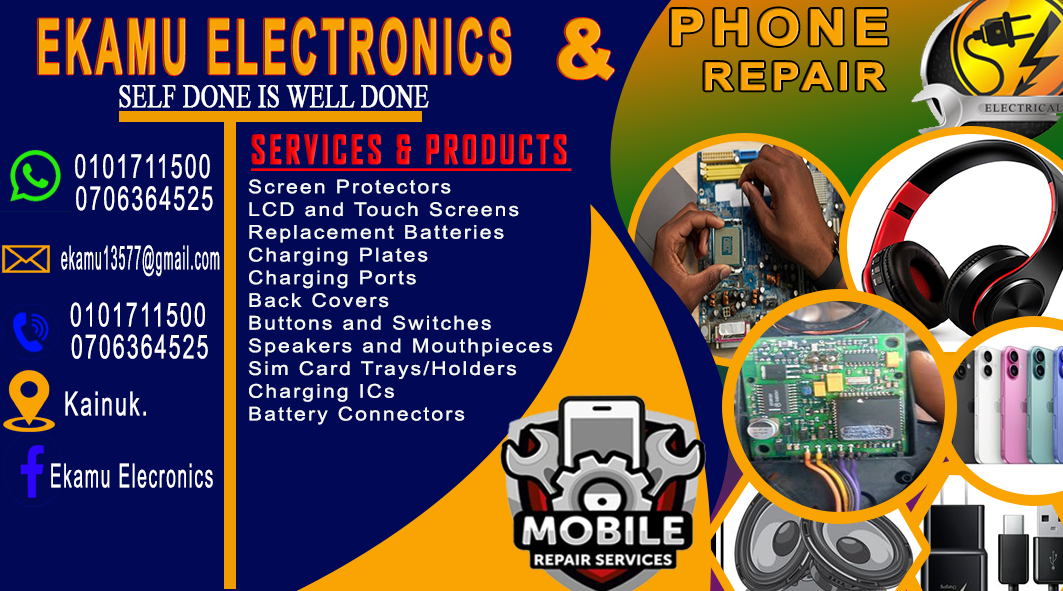 EKAMU ELECTRONICS &
PHONE
REPAIR
SELF DONE IS WELL DONE
ELECTRICAL
0101711500
0706364525
ekamu13577@gmail.com
0101711500
0706364525
Kainuk.
Ekamu Elecronics
SERVICES & PRODUCTS
Screen Protectors
LCD and Touch Screens
Replacement Batteries
Charging Plates
Charging Ports
Back Covers
Buttons and Switches
Speakers and Mouthpieces
Sim Card Trays/Holders
Charging ICs
Battery Connectors
MOBILE
REPAIR SERVICES